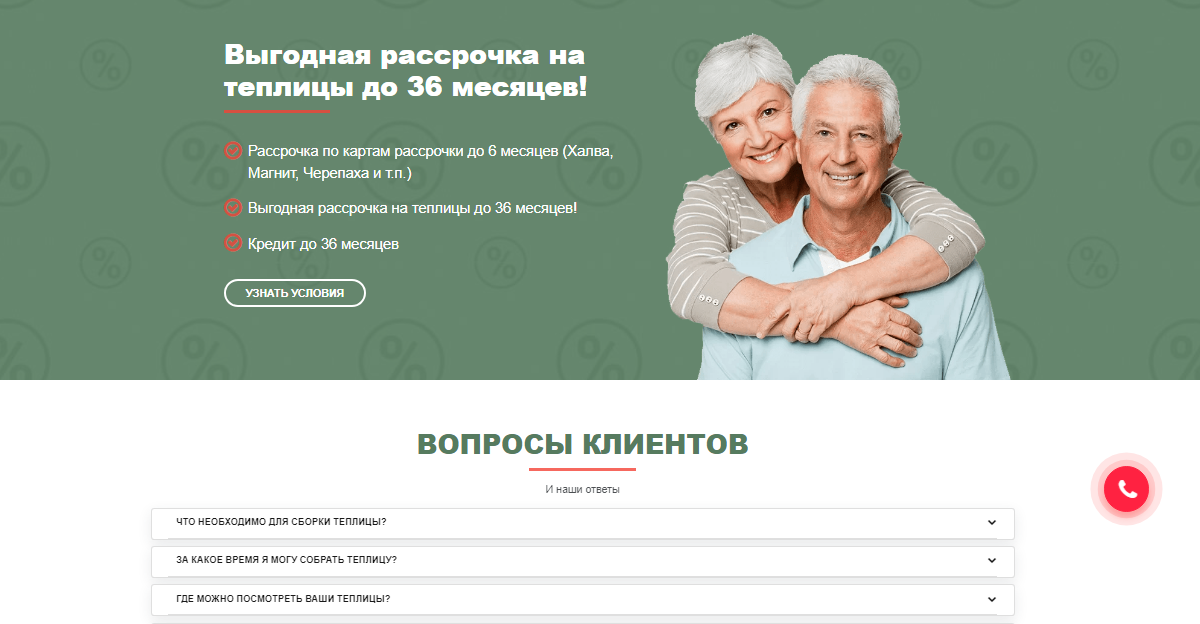 Выгодная рассрочка на
теплицы до 36 месяцев!
Рассрочка по картам рассрочки до 6 месяцев (Халва,
Магнит, Черепаха и т.п.)
Выгодная рассрочка на теплицы до 36 месяцев!
Кредит до 36 месяцев
УЗНАТЬ УСЛОВИЯ
ВОПРОСЫ КЛИЕНТОВ
И наши ответы
ЧТО НЕОБХОДИМО ДЛЯ СБОРКИ ТЕПЛИЦЫ?
ЗА КАКОЕ ВРЕМЯ Я МОГУ СОБРАТЬ ТЕПЛИЦУ?
ГДЕ МОЖНО ПОСМОТРЕТЬ ВАШИ ТЕПЛИЦЫ?